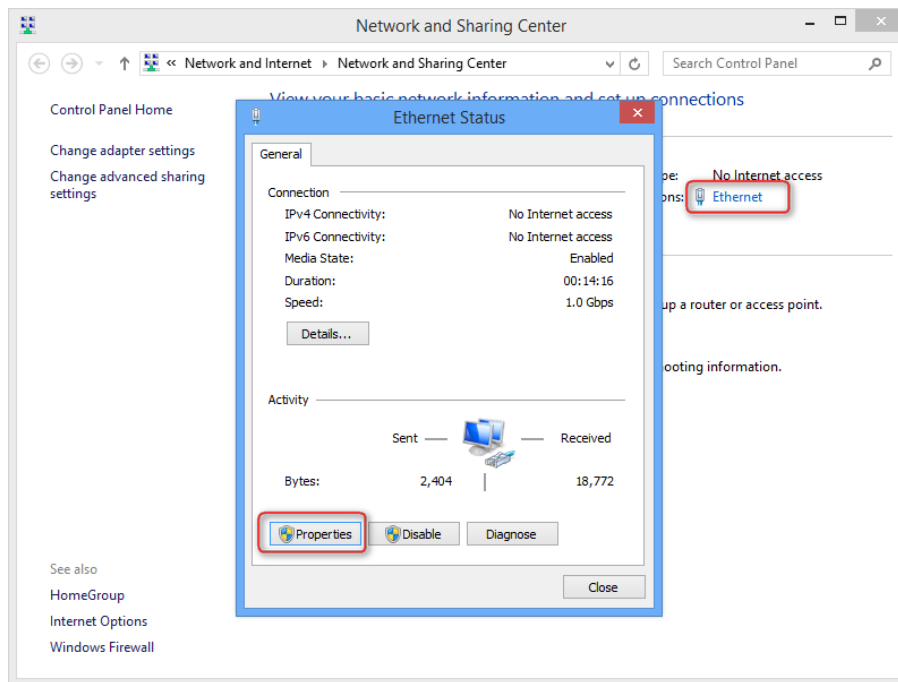 Network and Sharing Center
« Network and Internet Network and Sharing Center
Search Control Panel
Control Panel Home
Change adapter settings
Change advanced sharing
settings
See also
HomeGroup
Internet Options
Windows Firewall
View your basic network information and set up connections
No Internet access
Ethernet
up a router or access point.
ooting information.
Ethernet Status
General
Connection
IPv4 Connectivity: No Internet access
IPv6 Connectivity: No Internet access
Media State: Enabled
Duration: 00:14:16
Speed: 1.0 Gbps
Details...
Activity
Sent Received
Bytes: 2,404 18,772
Properties Disable Diagnose
Close